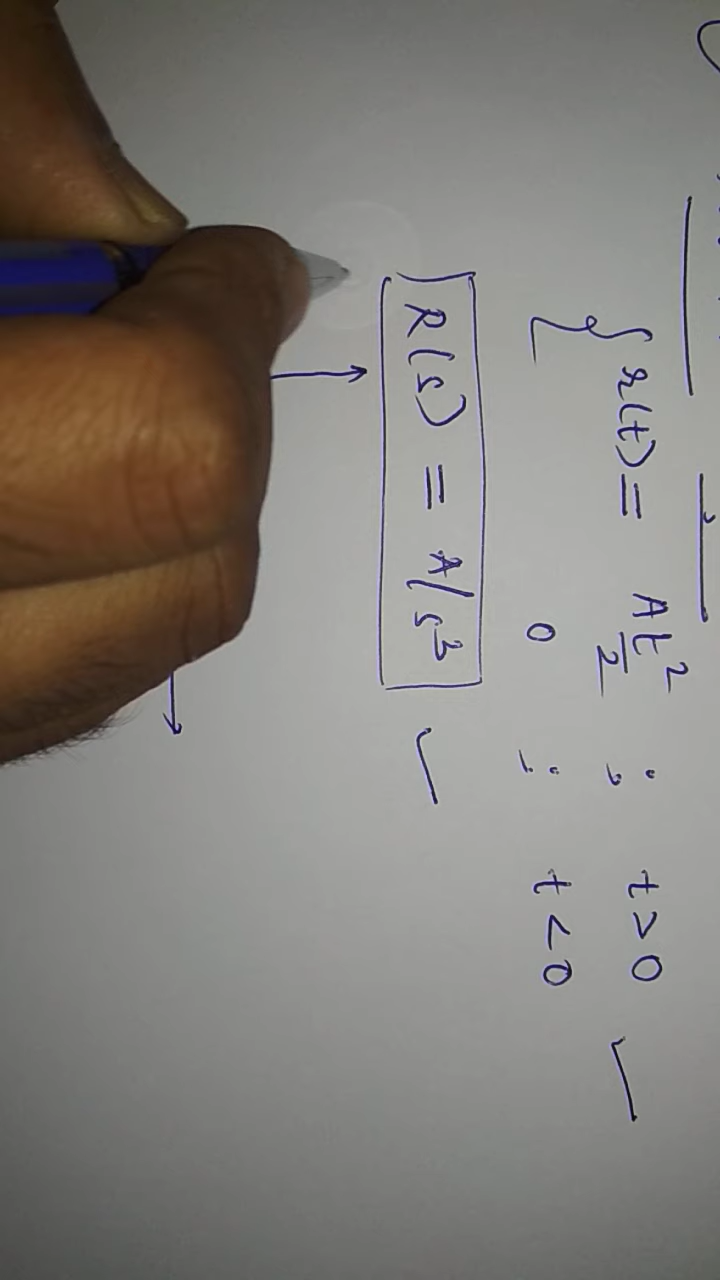 r(t) = At²/2 ; t>0
0 ; t<0
R(s) = A/s³